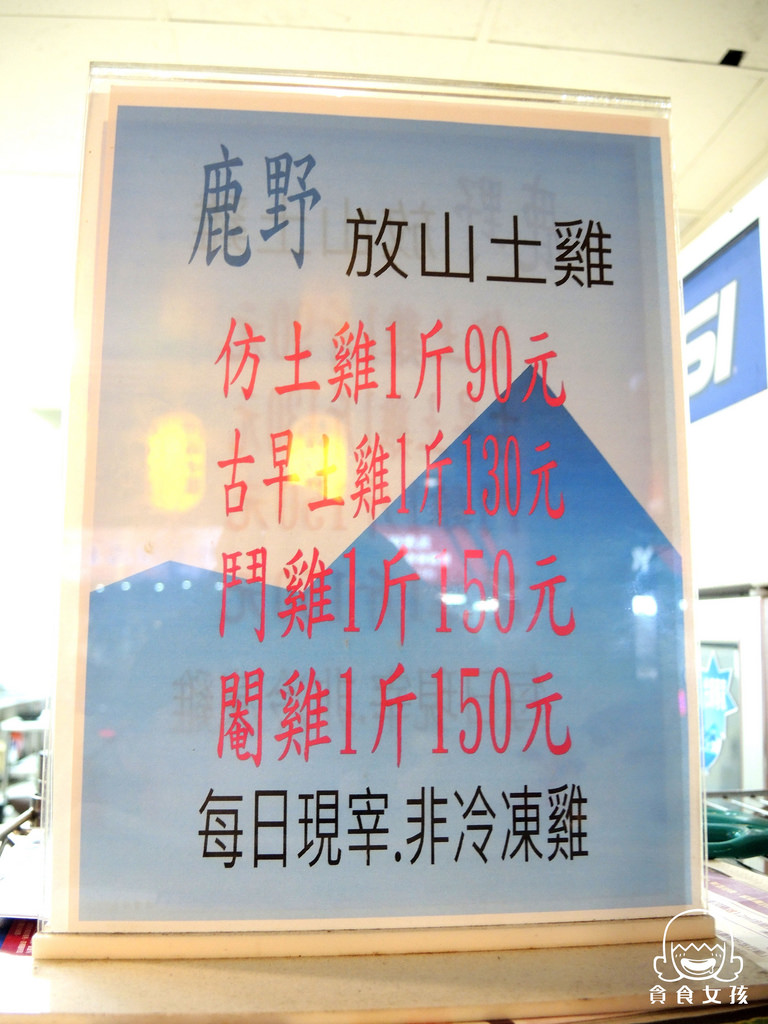 鹿野 放山土雞
仿土雞1斤90元
古早土雞1斤130元
鬥雞1斤150元
閹雞1斤150元
每日現宰.非冷凍雞
SI
貪食女孩